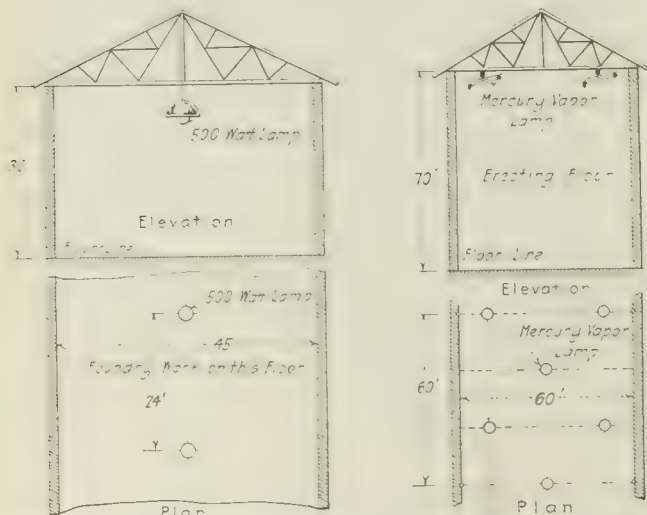 500 Watt Lamp
Elevation
500 Watt Lamp
45
Foundry Work on this Floor
24'
Plan
Mercury Vapor
Lamp
70'
Erecting Floor
Floor Line
Elevation
Mercury Vapor
Lamp
60'
60'
Plan